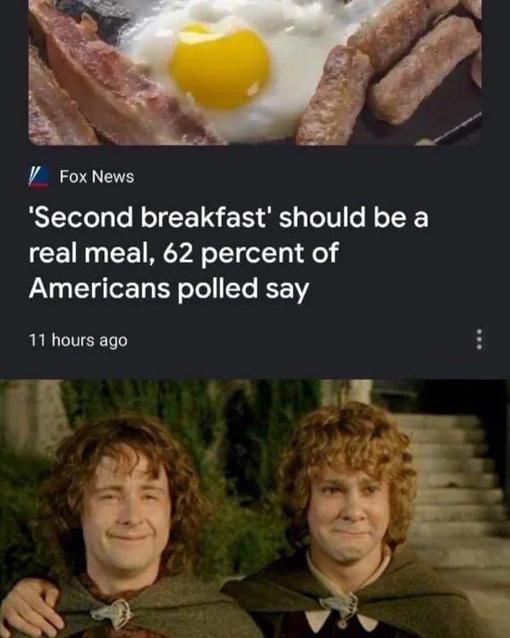 Fox News
'Second breakfast' should be a
real meal, 62 percent of
Americans polled say
11 hours ago